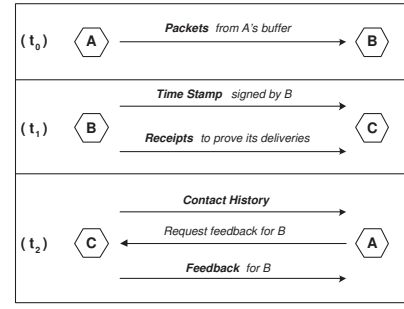 Packets from A's buffer
( t0 ) A B
Time Stamp signed by B
( t1 ) B C
Receipts to prove its deliveries
Contact History
Request feedback for B
( t2 ) C A
Feedback for B